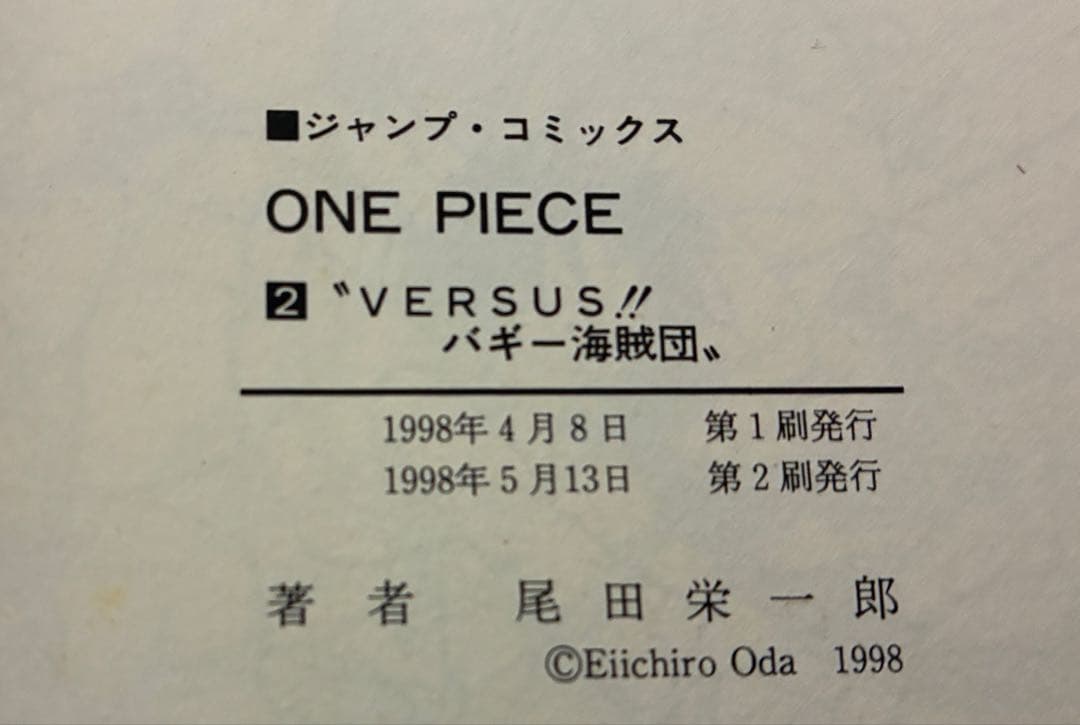 ■ジャンプ・コミックス
ONE PIECE
2 〝VERSUS!!
バギー海賊団〟
1998年4月8日 第1刷発行
1998年5月13日 第2刷発行
著者 尾田栄一郎
©Eiichiro Oda 1998